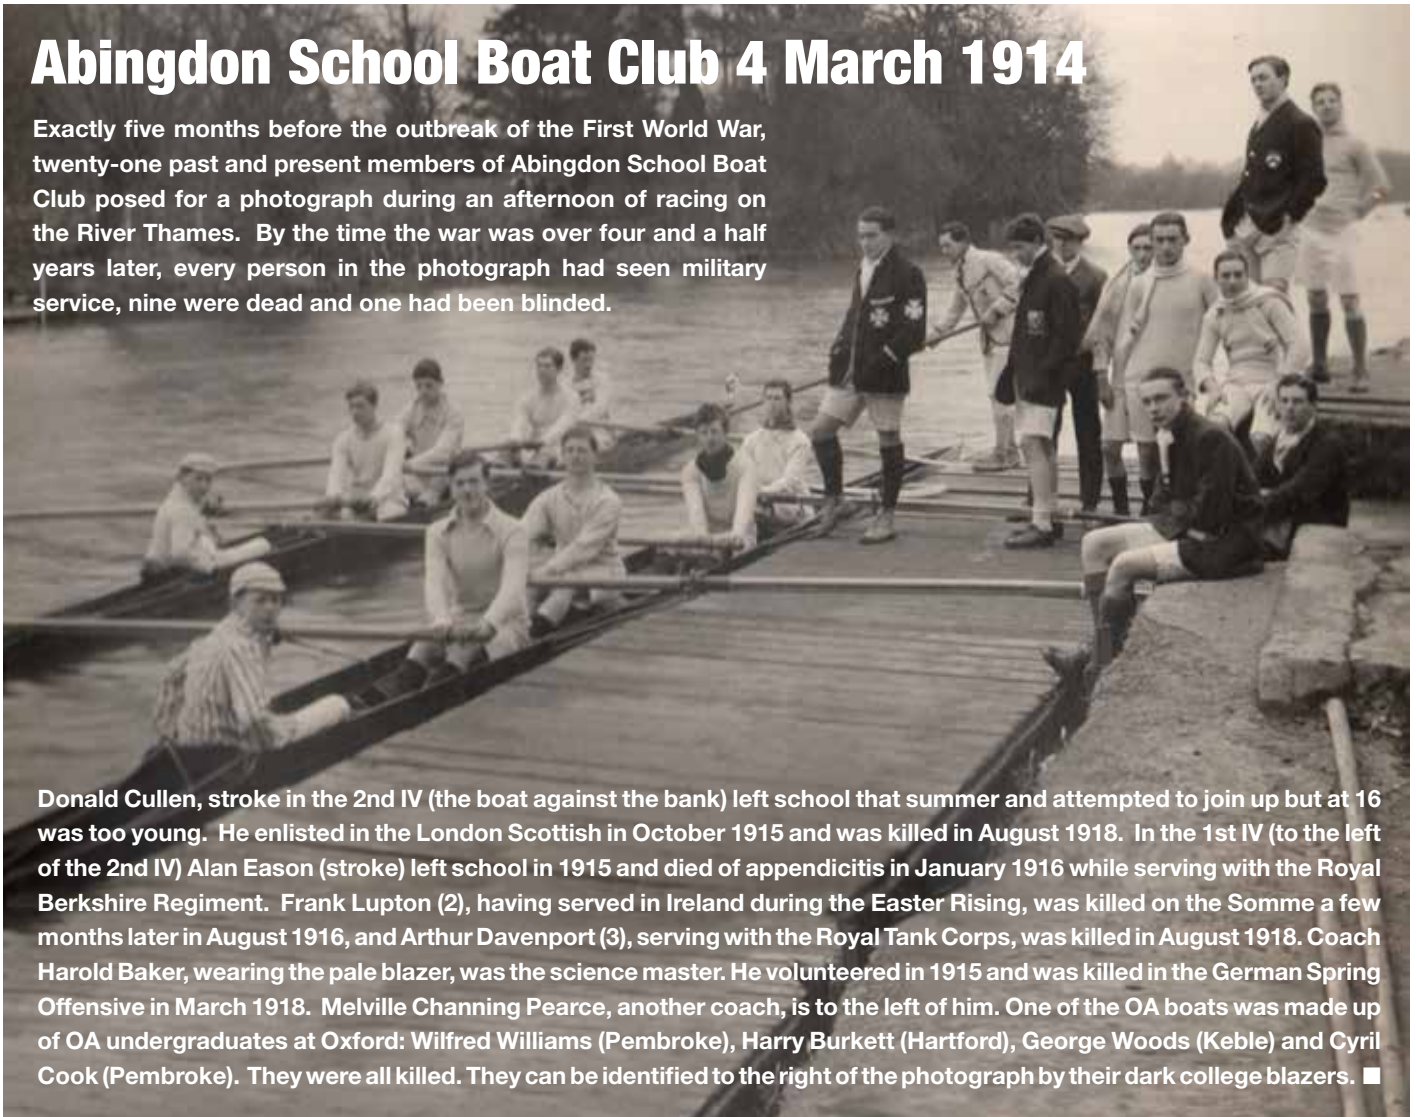 Abingdon School Boat Club 4 March 1914
Exactly five months before the outbreak of the First World War,
twenty-one past and present members of Abingdon School Boat
Club posed for a photograph during an afternoon of racing on
the River Thames. By the time the war was over four and a half
years later, every person in the photograph had seen military
service, nine were dead and one had been blinded.
Donald Cullen, stroke in the 2nd IV (the boat against the bank) left school that summer and attempted to join up but at 16
was too young. He enlisted in the London Scottish in October 1915 and was killed in August 1918. In the 1st IV (to the left
of the 2nd IV) Alan Eason (stroke) left school in 1915 and died of appendicitis in January 1916 while serving with the Royal
Berkshire Regiment. Frank Lupton (2), having served in Ireland during the Easter Rising, was killed on the Somme a few
months later in August 1916, and Arthur Davenport (3), serving with the Royal Tank Corps, was killed in August 1918. Coach
Harold Baker, wearing the pale blazer, was the science master. He volunteered in 1915 and was killed in the German Spring
Offensive in March 1918. Melville Channing Pearce, another coach, is to the left of him. One of the OA boats was made up
of OA undergraduates at Oxford: Wilfred Williams (Pembroke), Harry Burkett (Hartford), George Woods (Keble) and Cyril
Cook (Pembroke). They were all killed. They can be identified to the right of the photograph by their dark college blazers. ■